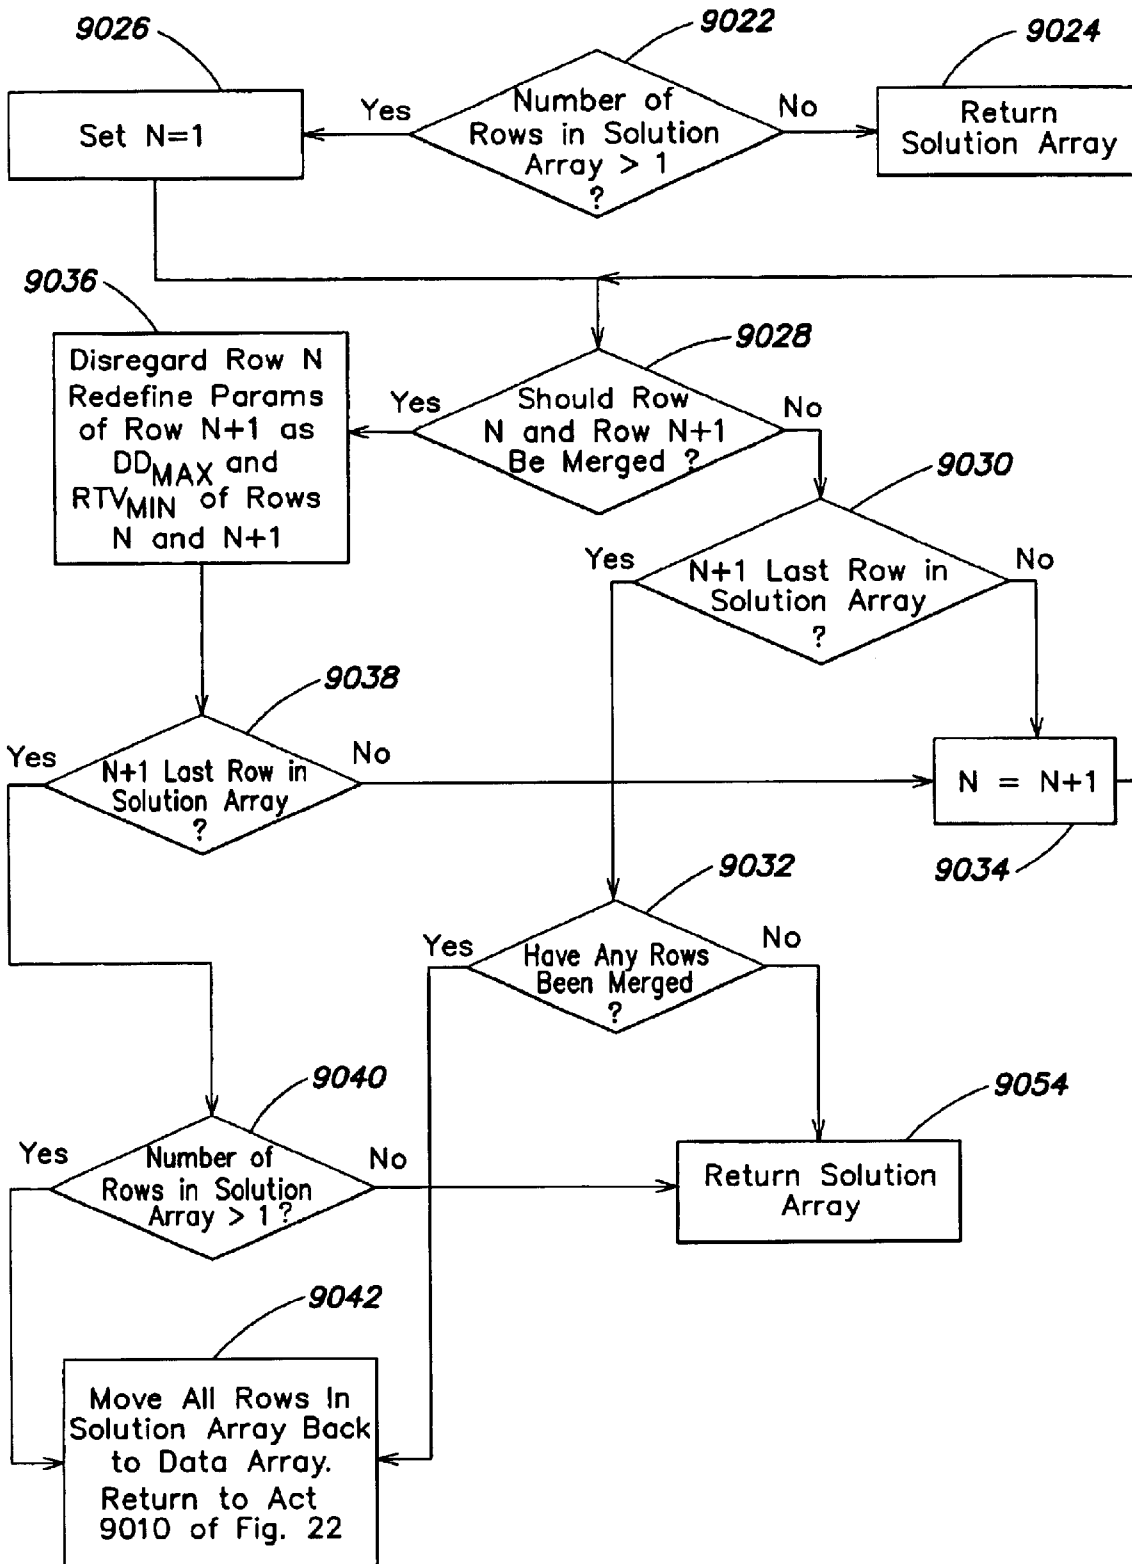 9026
9022
9024
Set N=1
Yes
Number of
Rows in Solution
Array > 1
?
No
Return
Solution Array
9036
Disregard Row N
Redefine Params
of Row N+1 as
DDMAX and
RTVMIN of Rows
N and N+1
9028
Yes
Should Row
N and Row N+1
Be Merged ?
No
9030
Yes
N+1 Last Row in
Solution Array
?
No
9038
Yes
N+1 Last Row in
Solution Array
?
No
N = N+1
9034
9032
Yes
Have Any Rows
Been Merged
?
No
9040
Yes
Number of
Rows in Solution
Array > 1 ?
No
9054
Return Solution
Array
9042
Move All Rows In
Solution Array Back
to Data Array.
Return to Act
9010 of Fig. 22